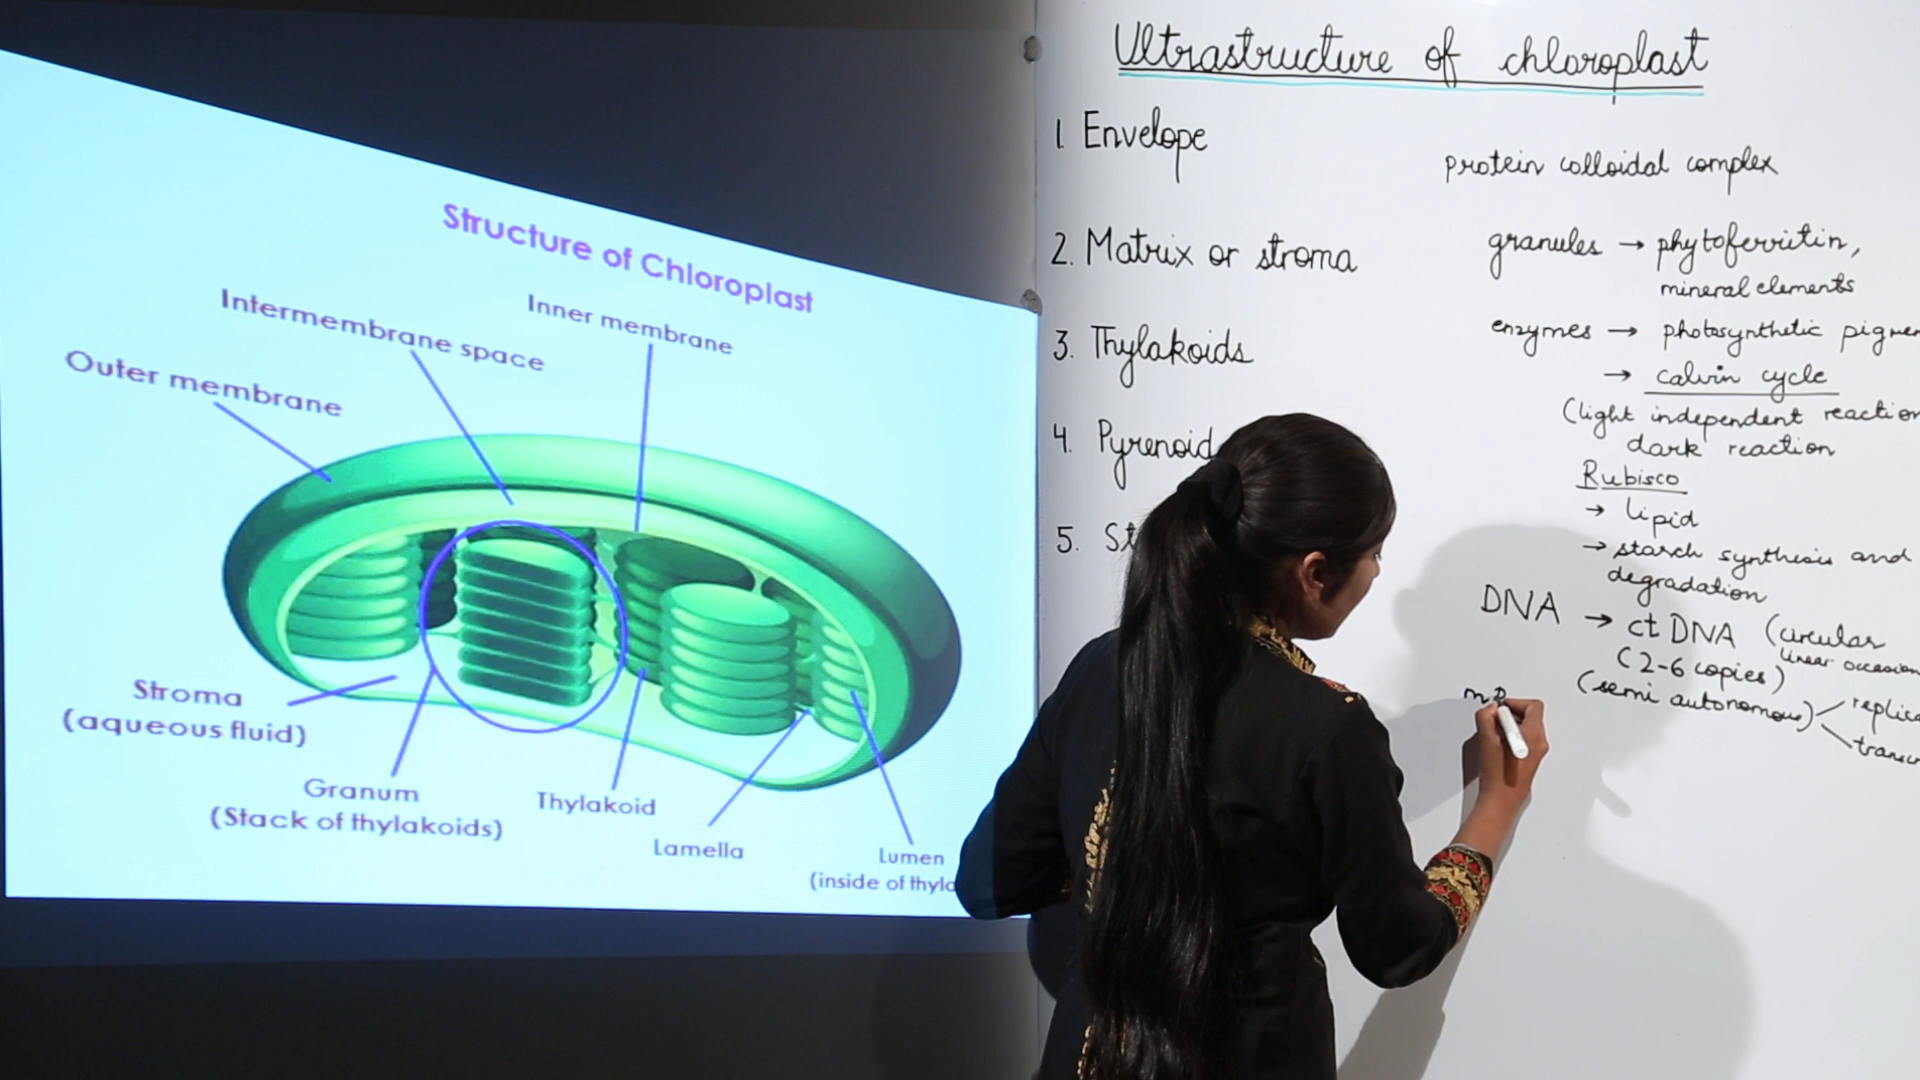 Structure of Chloroplast
Intermembrane space
Inner membrane
Outer membrane
Stroma
(aqueous fluid)
Granum
(Stack of thylakoids)
Thylakoid
Lamella
Lumen
(inside of
Ultrastructure of chloroplast
1. Envelope
2. Matrix or stroma
3. Thylakoids
4. Pyrenoid
5.
protein colloidal complex
granules → phytoferritin,
mineral elements
enzymes → photosynthetic
→ calvin cycle
(light independent
dark reaction
Rubisco
→ lipid
→ starch synthesis and
degradation
DNA → ct DNA (circular
linear
(2-6 copies)
(semi autonomous)